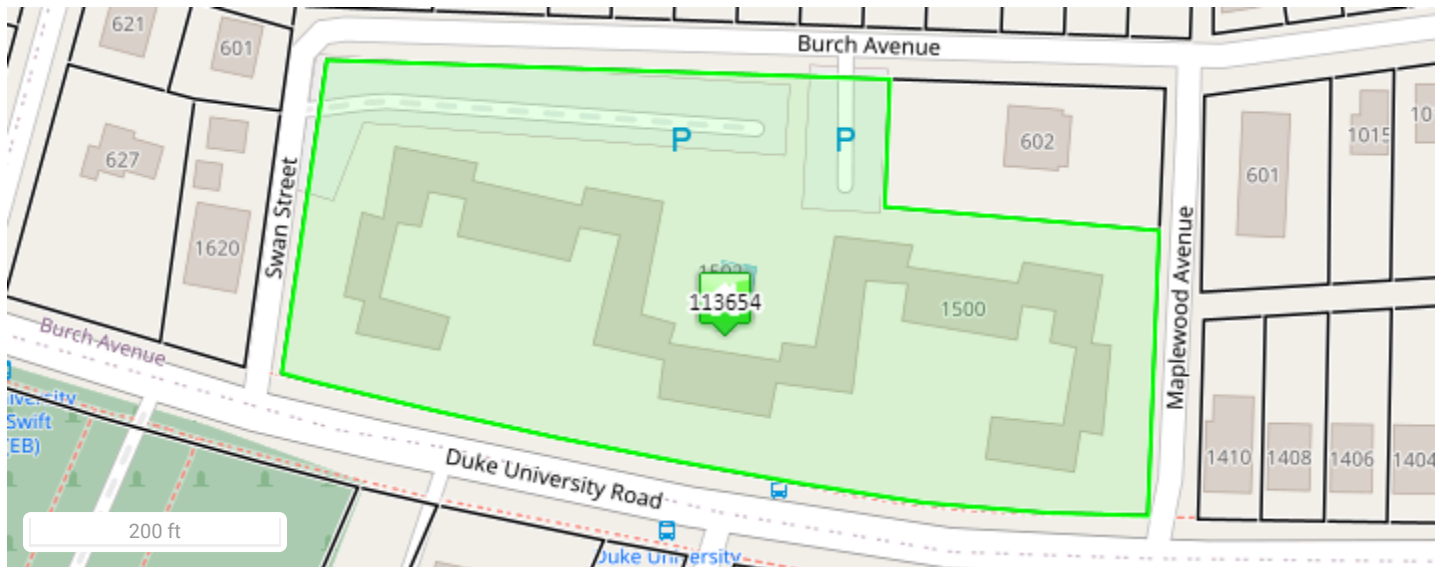 621
601
Burch Avenue
P
P
602
1015
10
627
601
Swan Street
1620
Maplewood Avenue
113654
1500
Burch Avenue
Swift
(EB)
Duke University Road
1410
1408
1406
1404
200 ft
Duke University